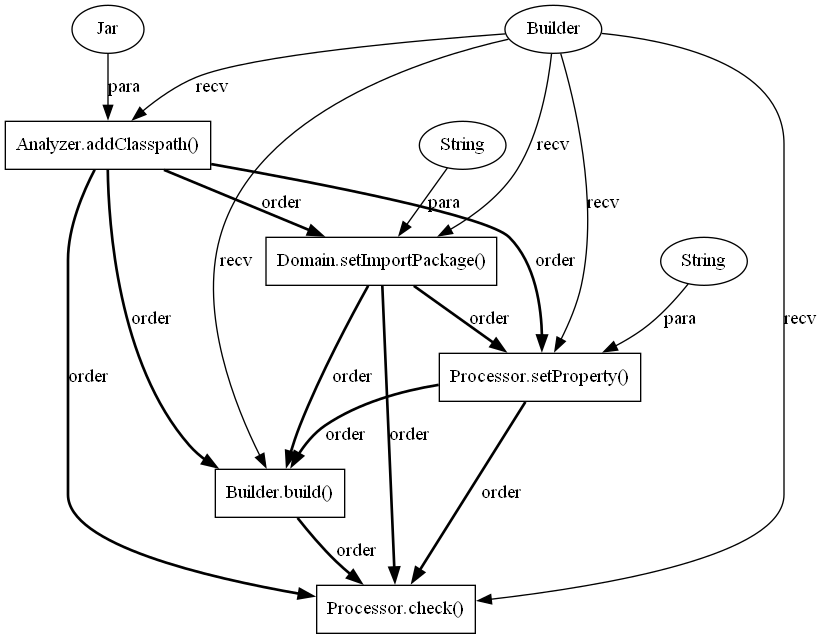 Jar
Builder
para
recv
Analyzer.addClasspath()
String
recv
order
para
recv
recv
Domain.setImportPackage()
order
String
order
order
para
recv
order
order
Processor.setProperty()
order
order
order
Builder.build()
order
order
Processor.check()